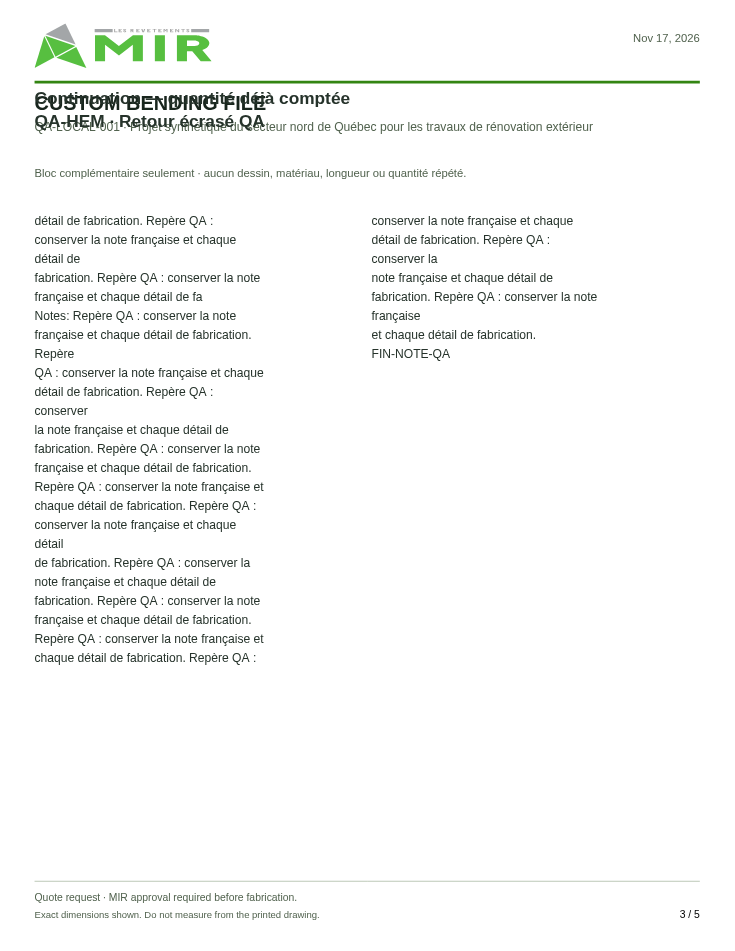 LES REVÊTEMENTS
MIR
Nov 17, 2026
Continuation — quantité déjà comptée
CUSTOM BENDING FILE
QA-HEM · Retour écrasé QA
QA-LOCAL-001 · Projet synthétique du secteur nord de Québec pour les travaux de rénovation extérieur
Bloc complémentaire seulement · aucun dessin, matériau, longueur ou quantité répété.
détail de fabrication. Repère QA :
conserver la note française et chaque
détail de
fabrication. Repère QA : conserver la note
française et chaque détail de fa
Notes: Repère QA : conserver la note
française et chaque détail de fabrication.
Repère
QA : conserver la note française et chaque
détail de fabrication. Repère QA :
conserver
la note française et chaque détail de
fabrication. Repère QA : conserver la note
française et chaque détail de fabrication.
Repère QA : conserver la note française et
chaque détail de fabrication. Repère QA :
conserver la note française et chaque
détail
de fabrication. Repère QA : conserver la
note française et chaque détail de
fabrication. Repère QA : conserver la note
française et chaque détail de fabrication.
Repère QA : conserver la note française et
chaque détail de fabrication. Repère QA :
conserver la note française et chaque
détail de fabrication. Repère QA :
conserver la
note française et chaque détail de
fabrication. Repère QA : conserver la note
française
et chaque détail de fabrication.
FIN-NOTE-QA
Quote request · MIR approval required before fabrication.
Exact dimensions shown. Do not measure from the printed drawing.
3 / 5